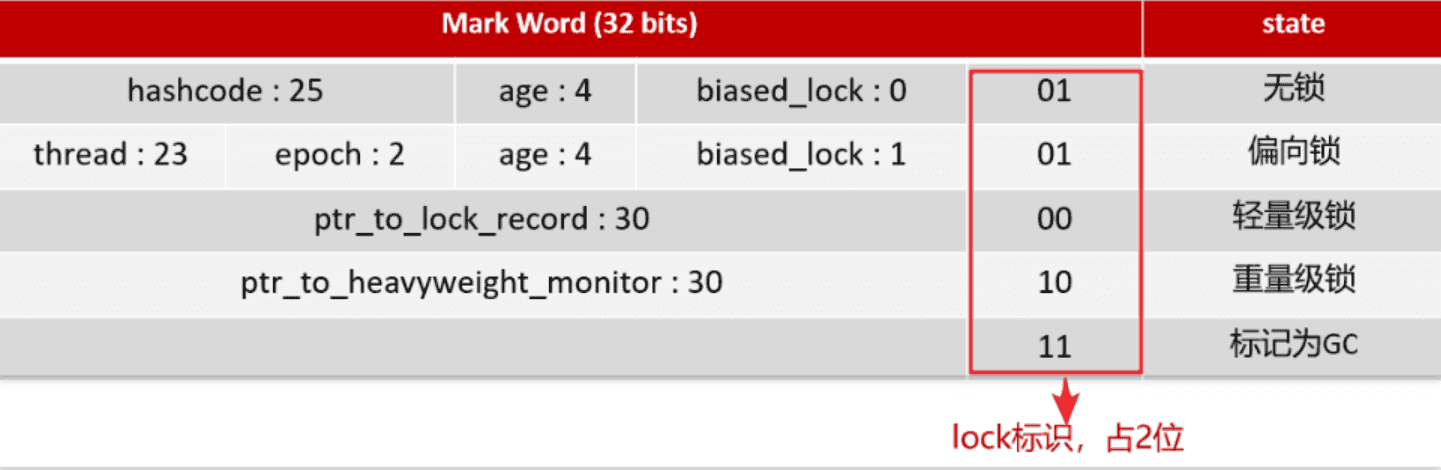 Mark Word (32 bits) state
hashcode : 25 age : 4 biased_lock : 0 01 无锁
thread : 23 epoch : 2 age : 4 biased_lock : 1 01 偏向锁
ptr_to_lock_record : 30 00 轻量级锁
ptr_to_heavyweight_monitor : 30 10 重量级锁
11 标记为GC
lock标识，占2位